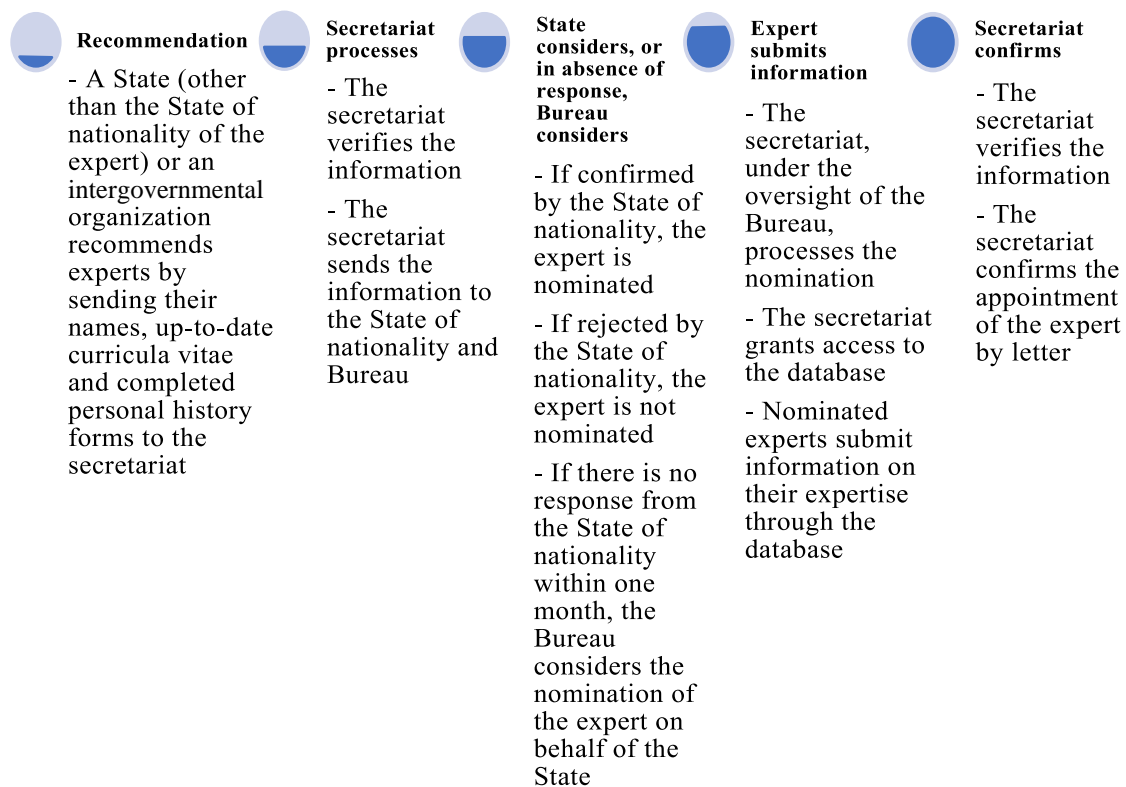 Recommendation
- A State (other
than the State of
nationality of the
expert) or an
intergovernmental
organization
recommends
experts by
sending their
names, up-to-date
curricula vitae
and completed
personal history
forms to the
secretariat
Secretariat
processes
- The
secretariat
verifies the
information
- The
secretariat
sends the
information to
the State of
nationality and
Bureau
State
considers, or
in absence of
response,
Bureau
considers
- If confirmed
by the State of
nationality, the
expert is
nominated
- If rejected by
the State of
nationality, the
expert is not
nominated
- If there is no
response from
the State of
nationality
within one
month, the
Bureau
considers the
nomination of
the expert on
behalf of the
State
Expert
submits
information
- The
secretariat,
under the
oversight of the
Bureau,
processes the
nomination
- The secretariat
grants access to
the database
- Nominated
experts submit
information on
their expertise
through the
database
Secretariat
confirms
- The
secretariat
verifies the
information
- The
secretariat
confirms the
appointment
of the expert
by letter